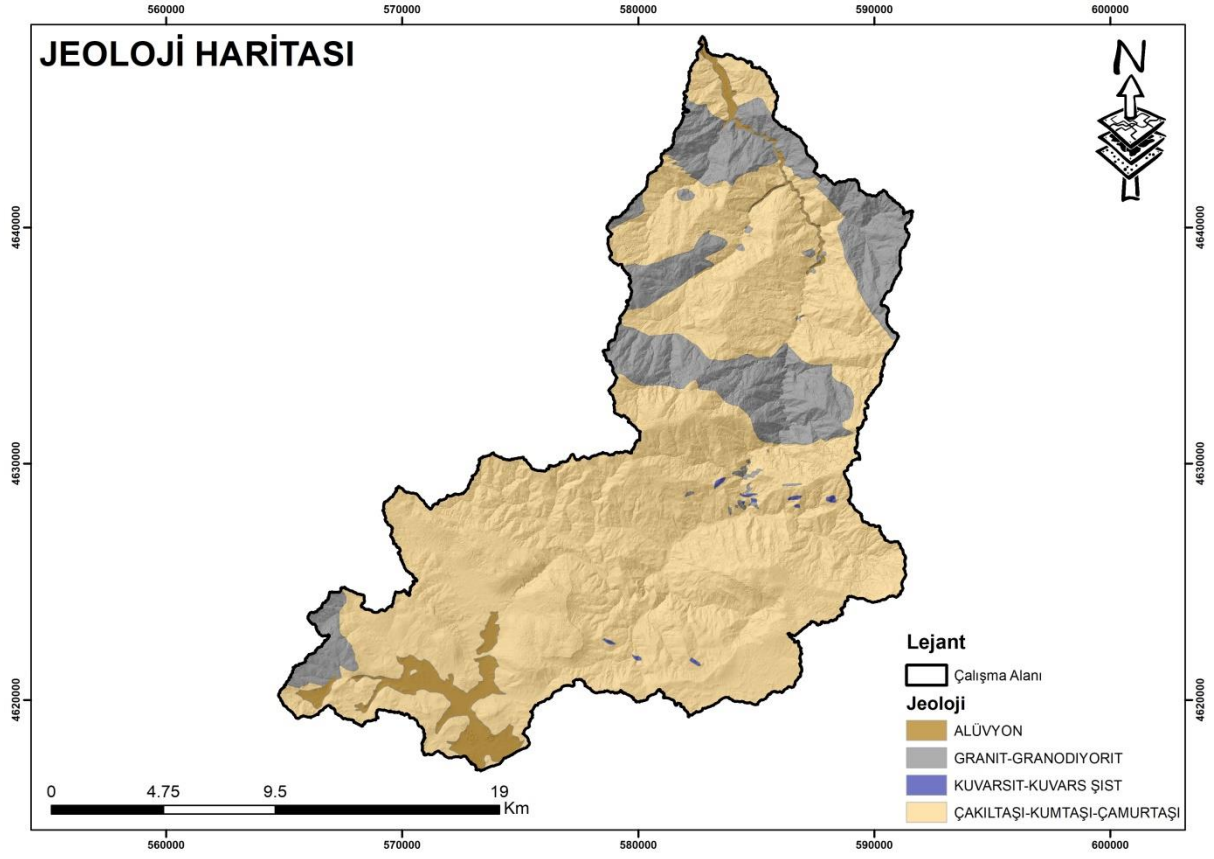 560000 570000 580000 590000 600000
JEOLOJİ HARİTASI
N
4640000 4640000
4630000 4630000
4620000 4620000
Lejant
Çalışma Alanı
Jeoloji
ALÜVYON
GRANIT-GRANODIYORIT
KUVARSIT-KUVARS ŞIST
ÇAKILTAŞI-KUMTAŞI-ÇAMURTAŞI
0 4.75 9.5 19
Km
560000 570000 580000 590000 600000